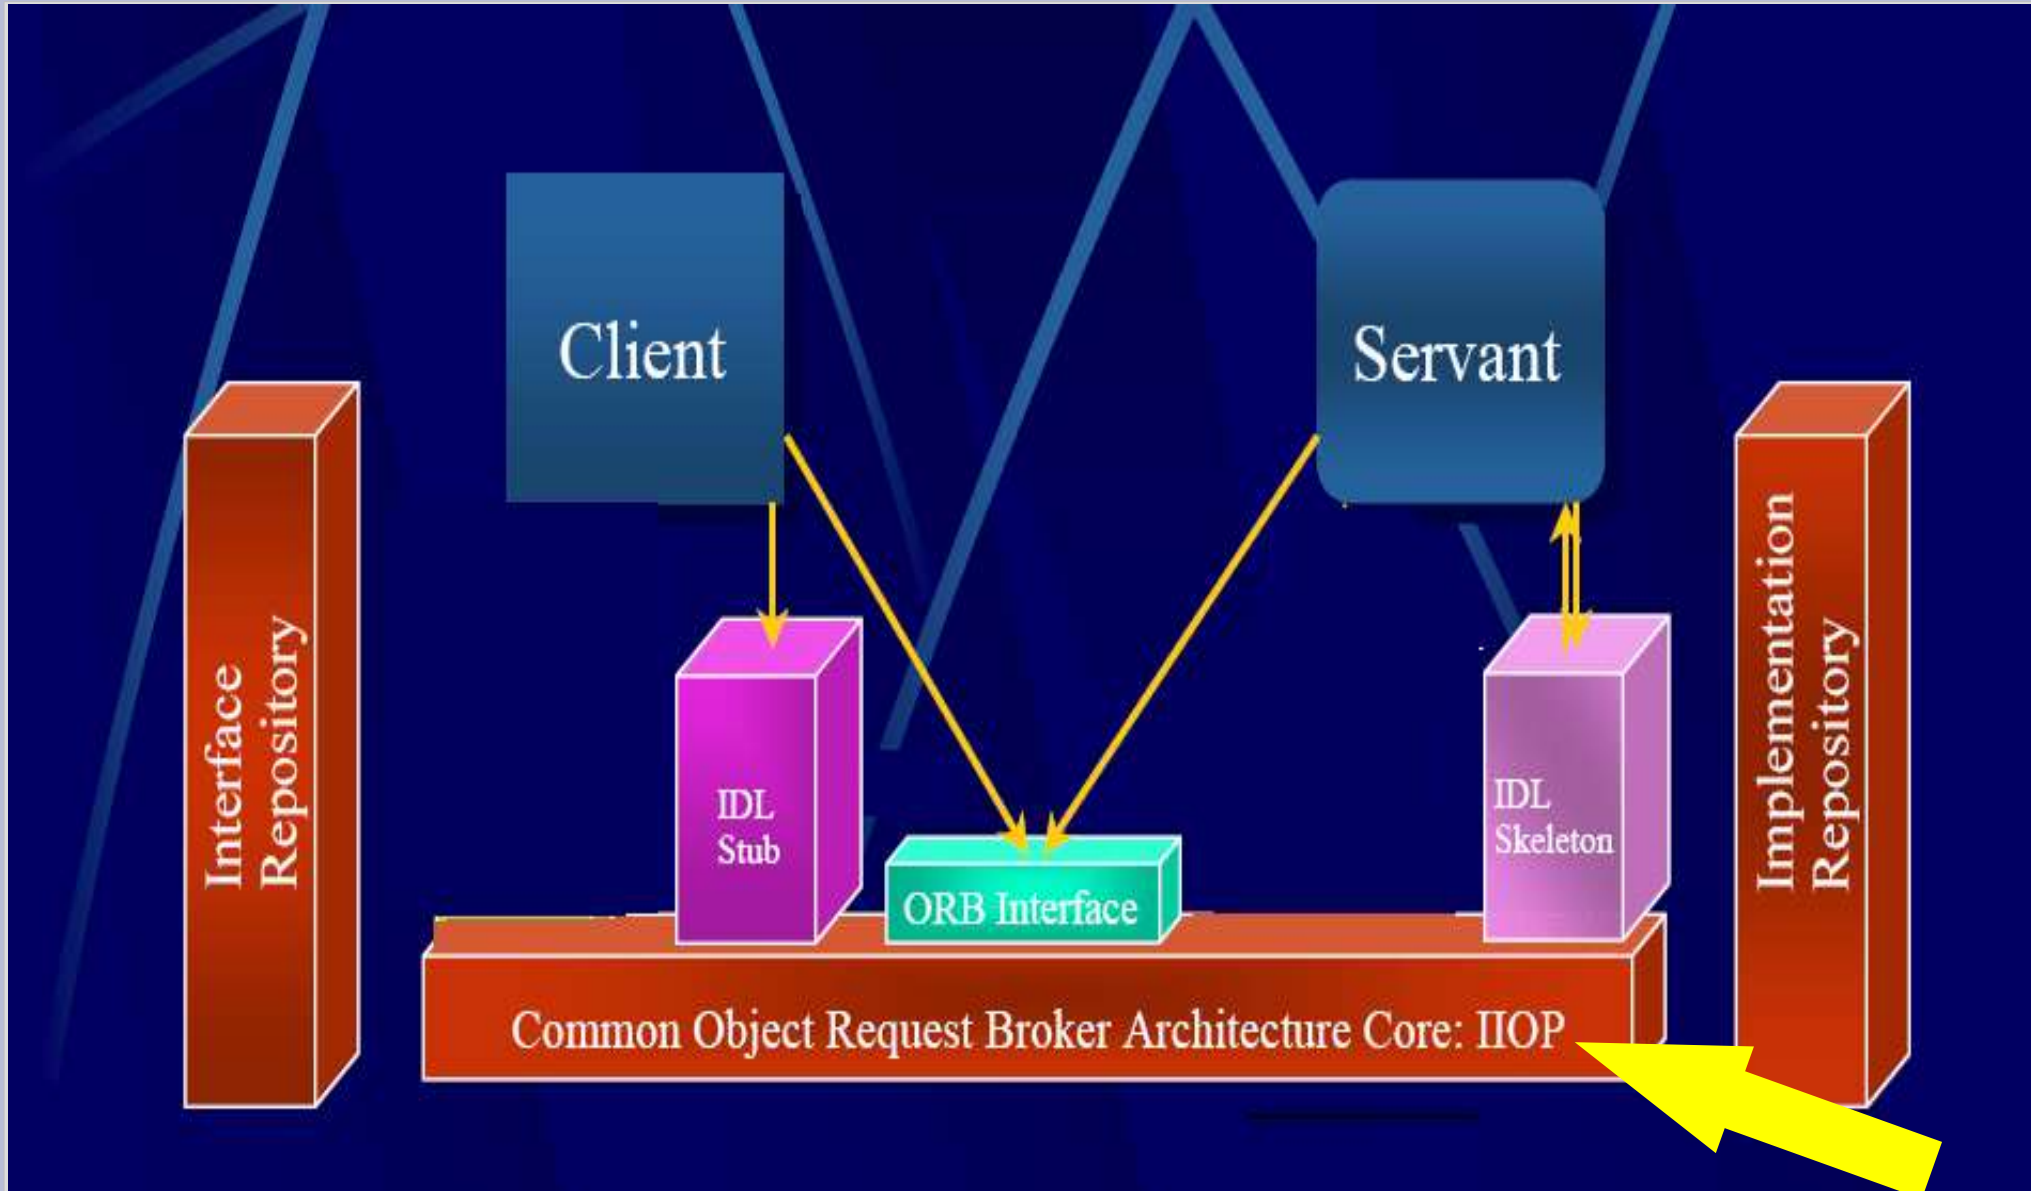 Client
Servant
Interface
Repository
IDL
Stub
ORB Interface
IDL
Skeleton
Implementation
Repository
Common Object Request Broker Architecture Core: IIOP